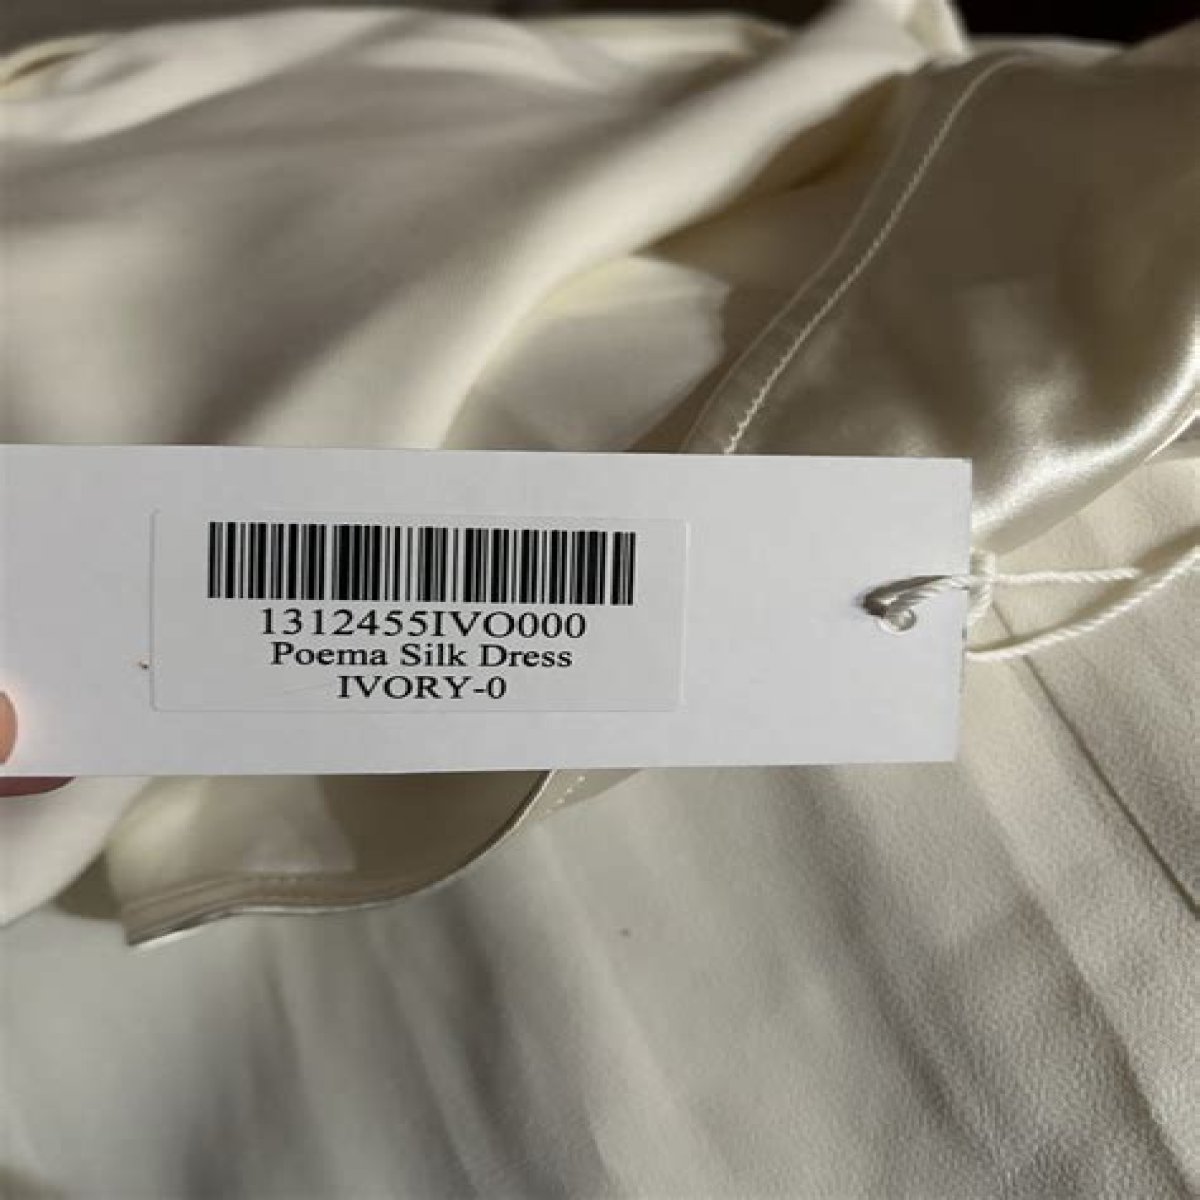 1312455IVO000
Poema Silk Dress
IVORY-0